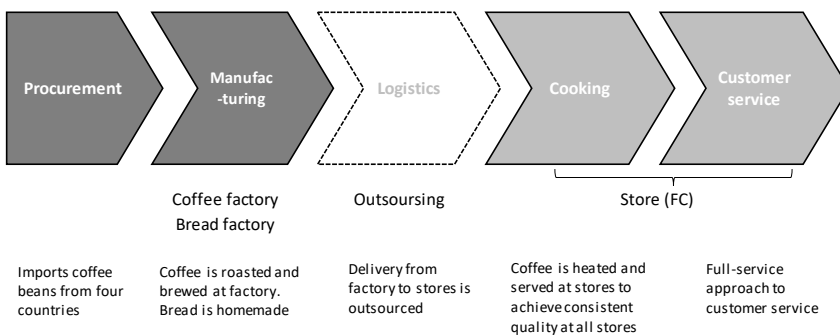 Procurement
Manufac
-turing
Logistics
Cooking
Customer
service
Coffee factory
Bread factory
Outsoursing
Store (FC)
Imports coffee
beans from four
countries
Coffee is roasted and
brewed at factory.
Bread is homemade
Delivery from
factory to stores is
outsourced
Coffee is heated and
served at stores to
achieve consistent
quality at all stores
Full-service
approach to
customer service